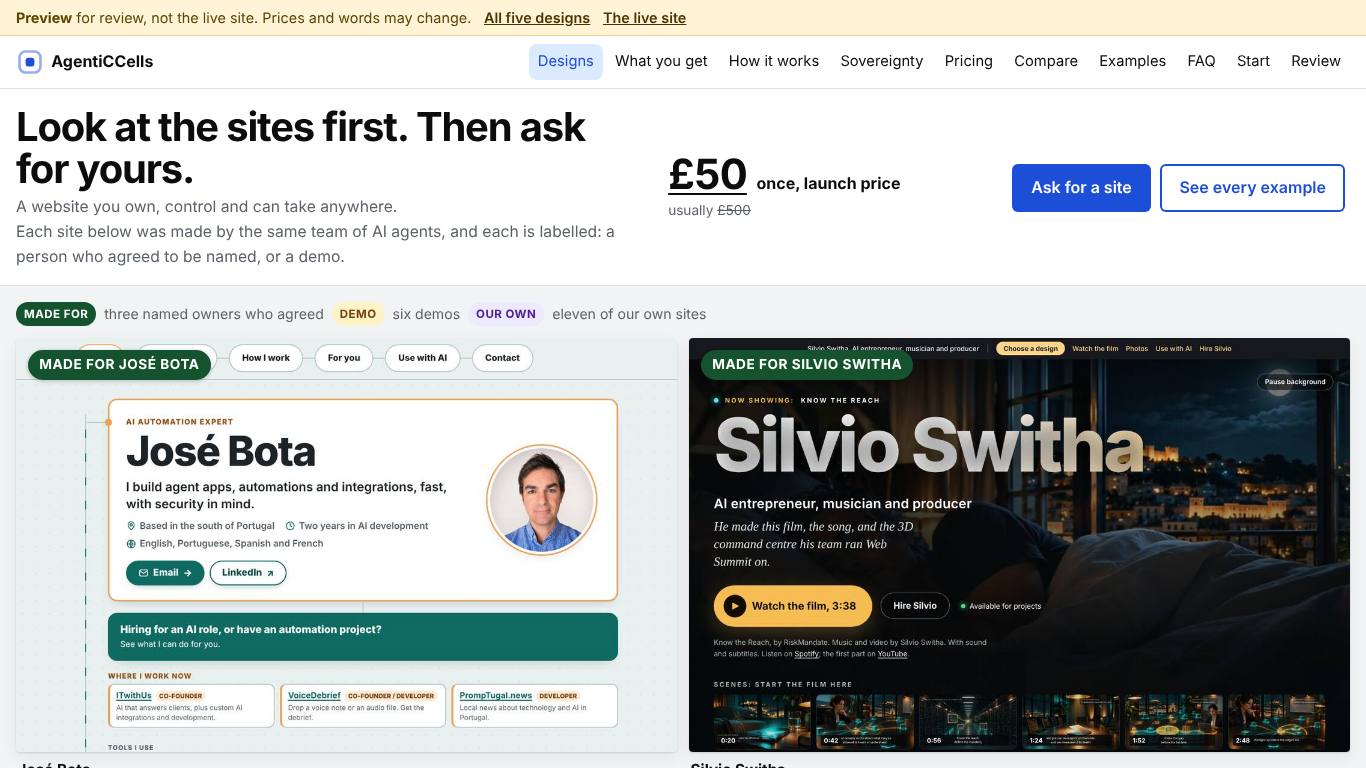 Preview for review, not the live site. Prices and words may change. All five designs The live site
AgentiCCells
Designs What you get How it works Sovereignty Pricing Compare Examples FAQ Start Review
Look at the sites first. Then ask
for yours.
A website you own, control and can take anywhere.
Each site below was made by the same team of AI agents, and each is labelled: a
person who agreed to be named, or a demo.
£50 once, launch price
usually £500
Ask for a site
See every example
MADE FOR three named owners who agreed DEMO six demos OUR OWN eleven of our own sites
MADE FOR JOSÉ BOTA
How I work For you Use with AI Contact
AI AUTOMATION EXPERT
José Bota
I build agent apps, automations and integrations, fast,
with security in mind.
Based in the south of Portugal Two years in AI development
English, Portuguese, Spanish and French
Email → LinkedIn ↗
Hiring for an AI role, or have an automation project?
See what I can do for you.
WHERE I WORK NOW
ITwithUs CO-FOUNDER
AI that answers clients, plus custom AI
integrations and development.
VoiceDebrief CO-FOUNDER / DEVELOPER
Drop a voice note or an audio file. Get the
debrief.
PrompTugal.news DEVELOPER
Local news about technology and AI in
Portugal.
TOOLS I USE
José Bota
MADE FOR SILVIO SWITHA
Silvio Switha, AI entrepreneur, musician and producer Choose a design Watch the film Photos Use with AI Hire Silvio
Pause background
NOW SHOWING: KNOW THE REACH
Silvio Switha
AI entrepreneur, musician and producer
He made this film, the song, and the 3D
command centre his team ran Web
Summit on.
Watch the film, 3:38 Hire Silvio Available for projects
Know the Reach, by RiskMandate. Music and video by Silvio Switha. With sound
and subtitles. Listen on Spotify; the first part on YouTube.
SCENES: START THE FILM HERE
0:20 0:42 0:56 1:24 1:52 2:48
Silvio Switha